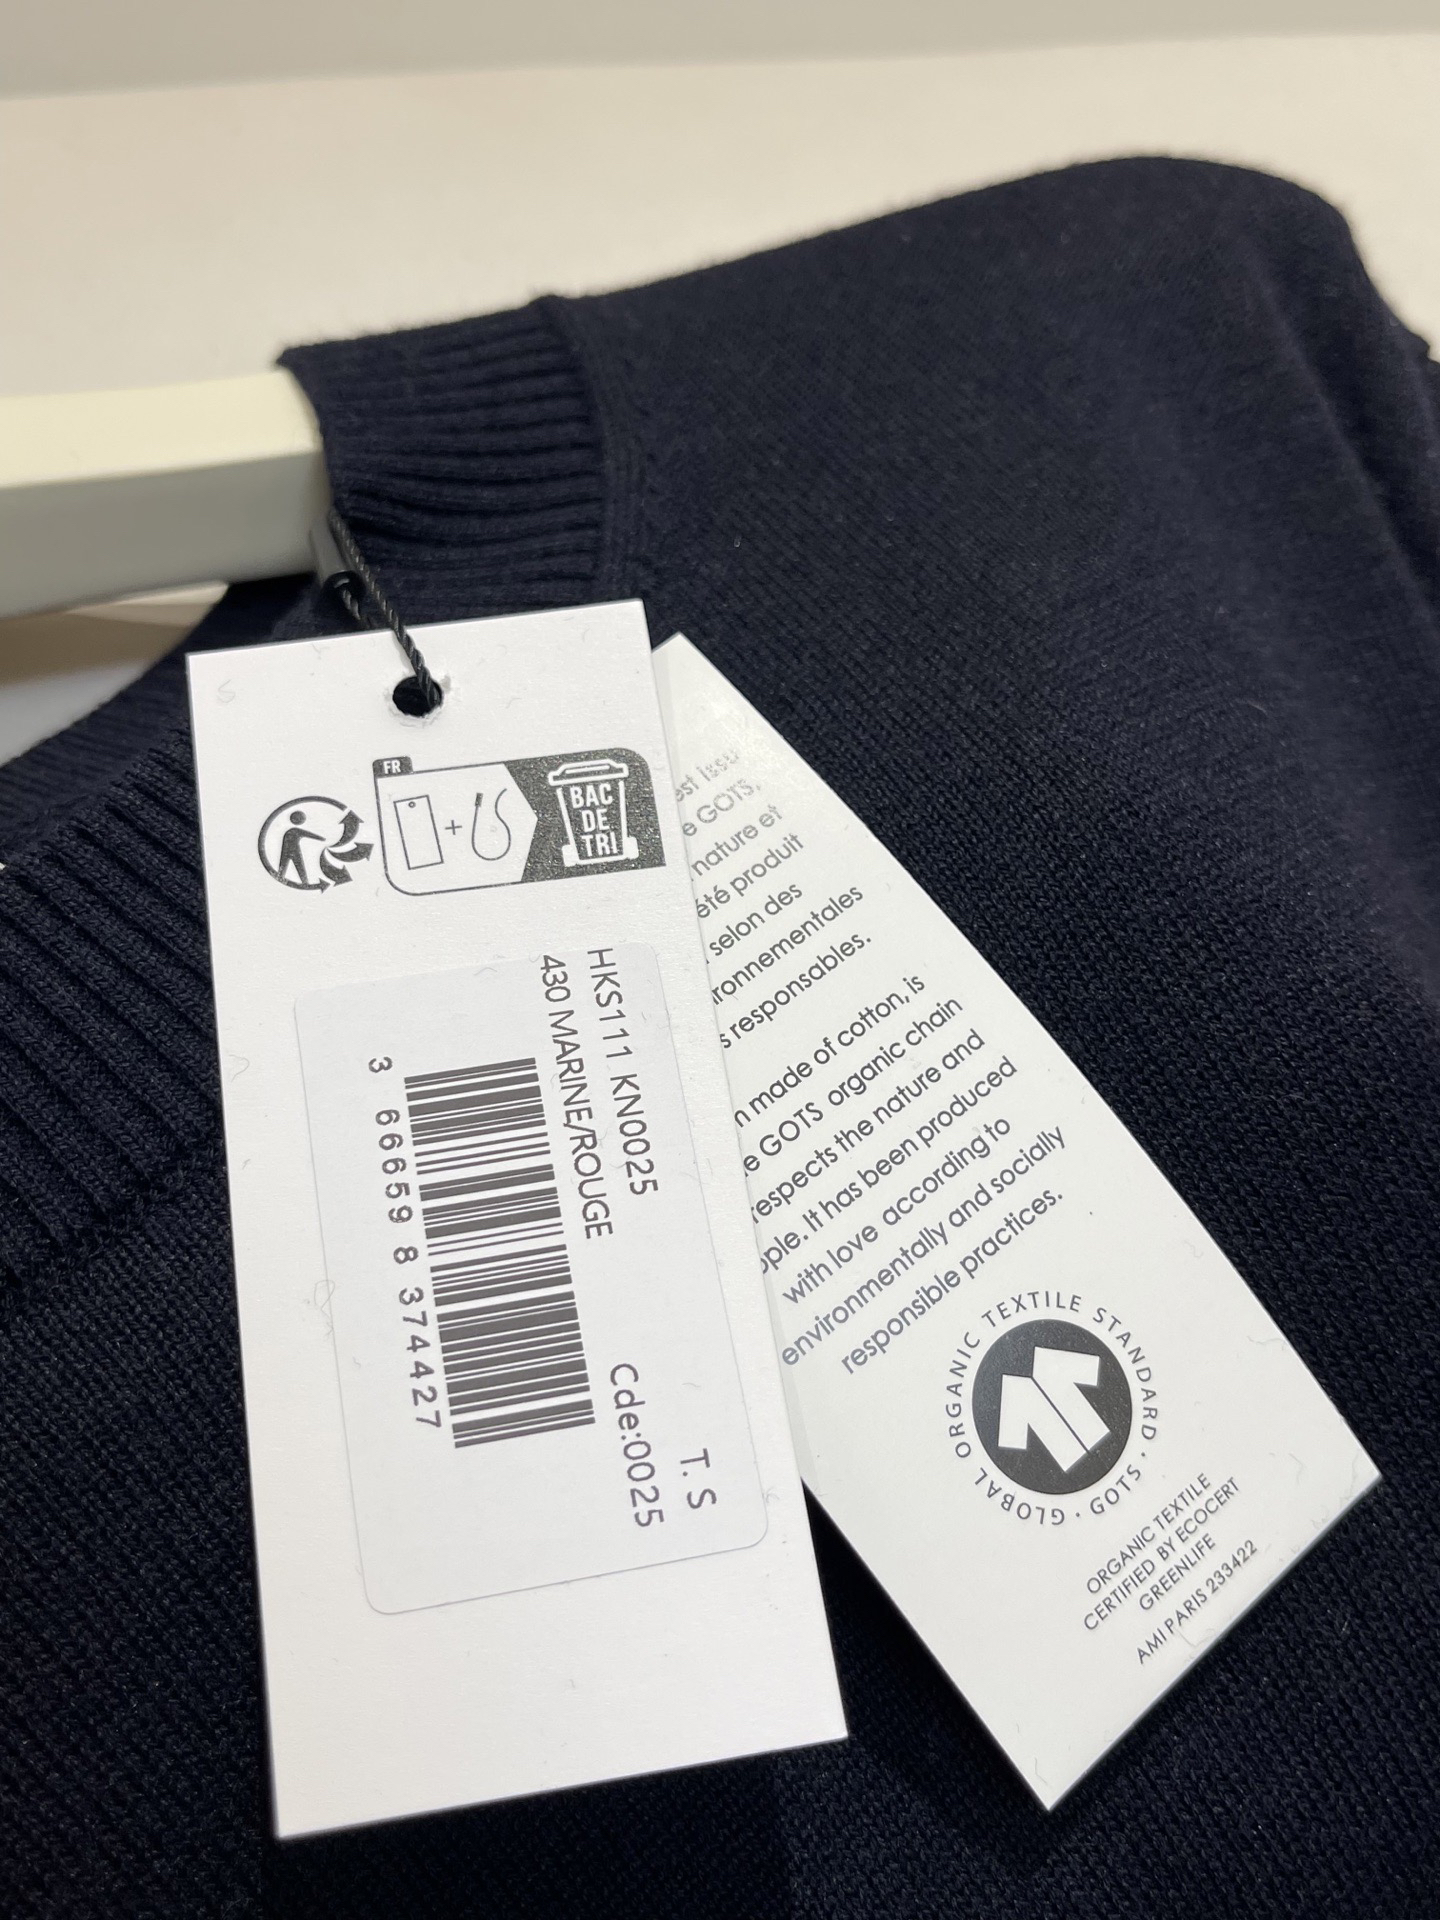 FR
BAC
DE
TRI
HKS111 KN0025
430 MARINE/ROUGE
3 66659 8 374427
T. S
Cde:0025
est issu
GOTS,
nature et
été produit
selon des
responsables.
made of cotton, is
GOTS organic chain
respects the nature and
It has been produced
with love according to
environmentally and socially
responsible practices.
GLOBAL ORGANIC TEXTILE STANDARD · GOTS ·
ORGANIC TEXTILE
CERTIFIED BY ECOCERT
GREENLIFE
AMI PARIS 233422